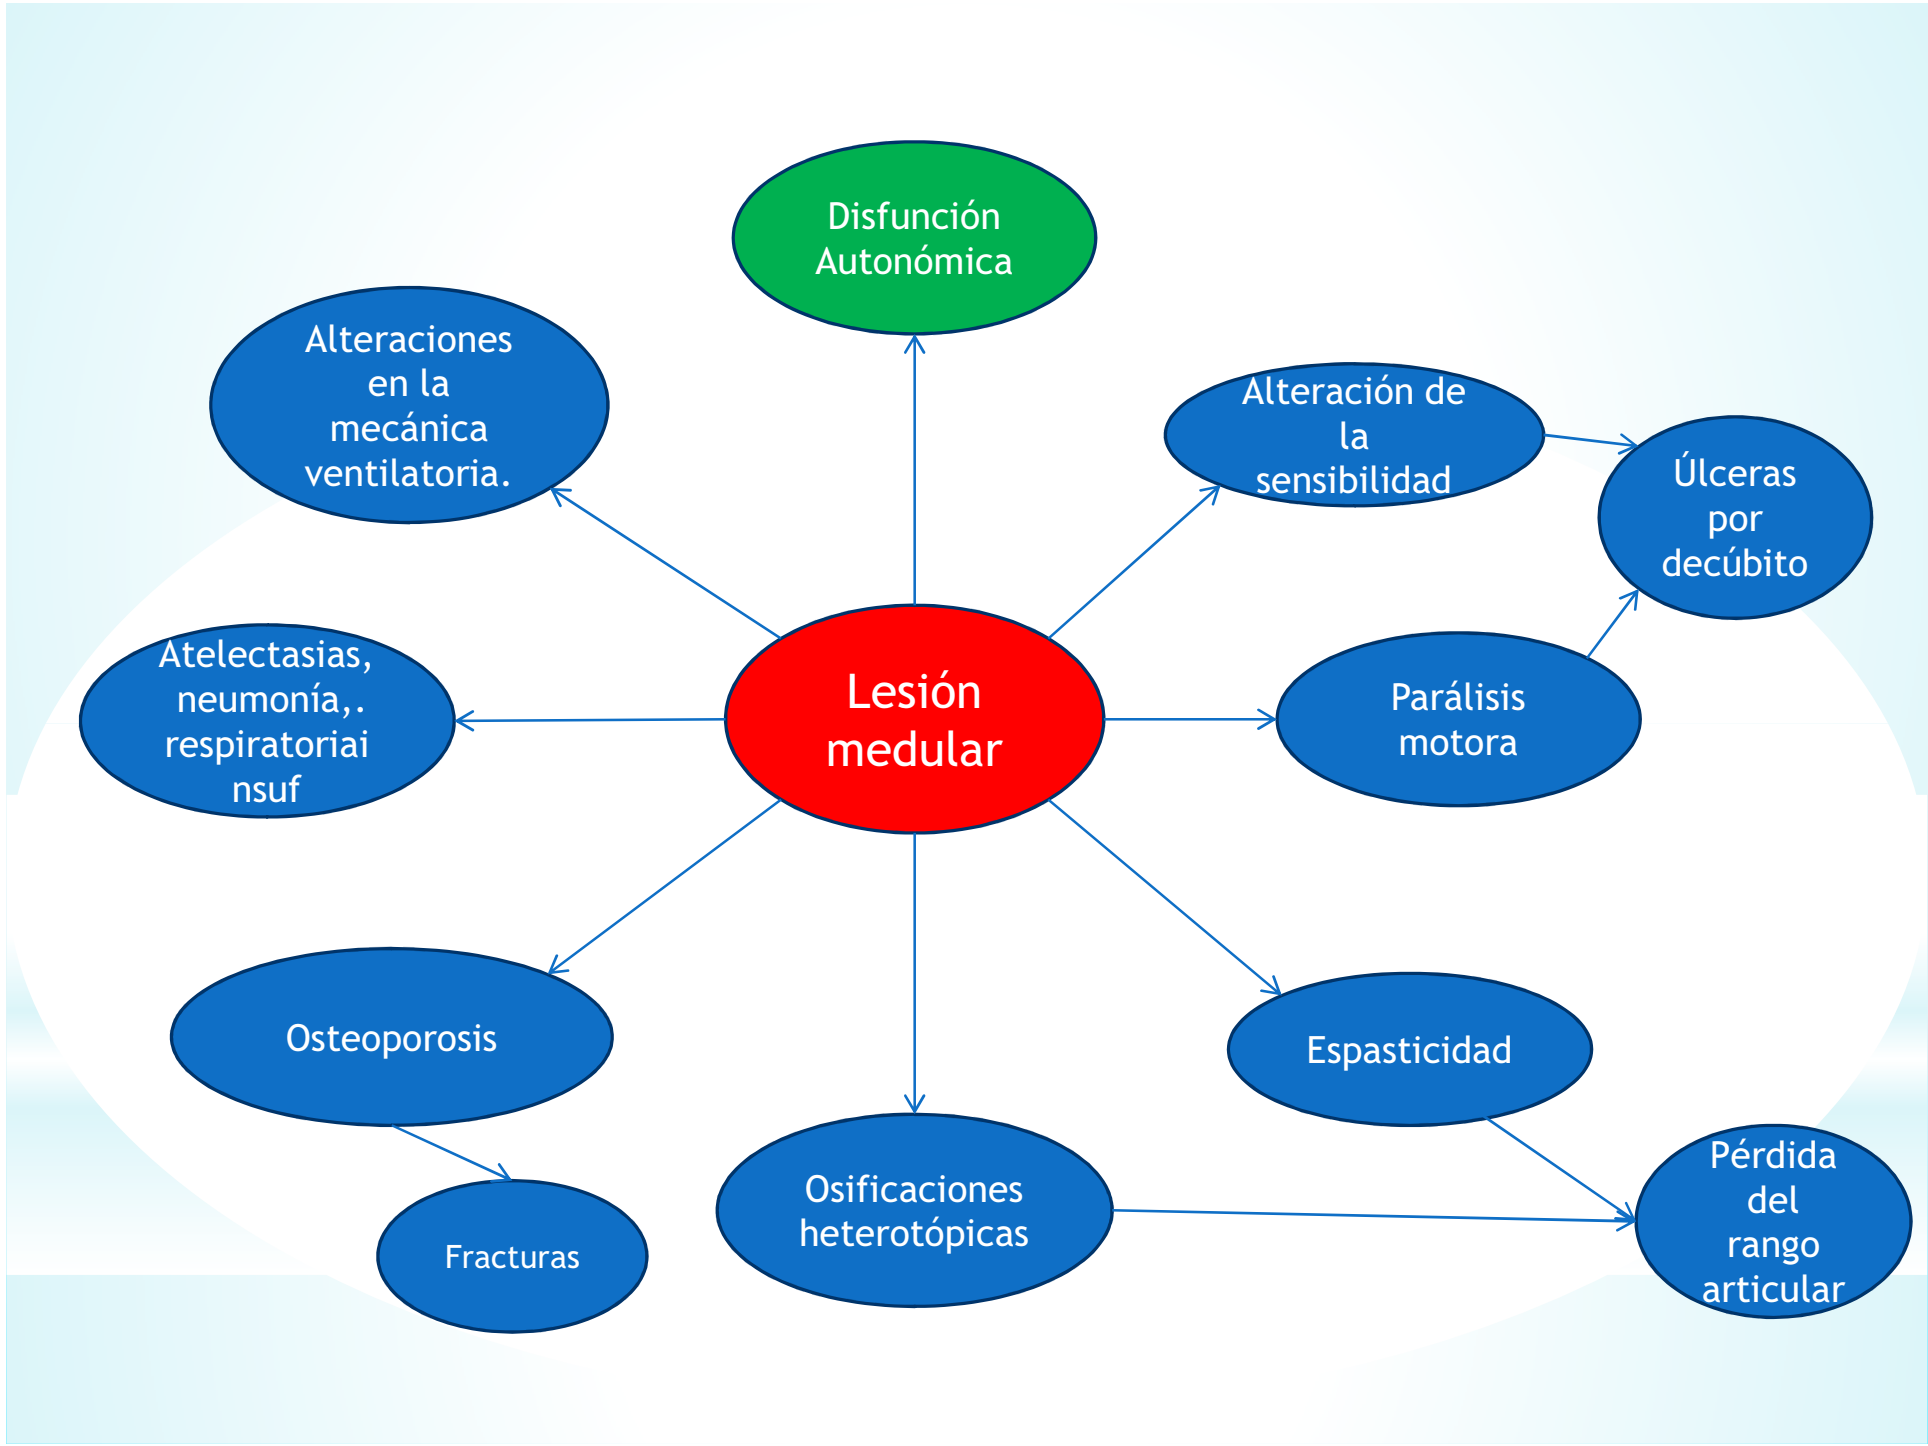 Disfunción
Autonómica
Alteraciones
en la
mecánica
ventilatoria.
Alteración de
la
sensibilidad
Úlceras
por
decúbito
Atelectasias,
neumonía,.
respiratoriai
nsuf
Lesión
medular
Parálisis
motora
Osteoporosis
Espasticidad
Fracturas
Osificaciones
heterotópicas
Pérdida
del
rango
articular